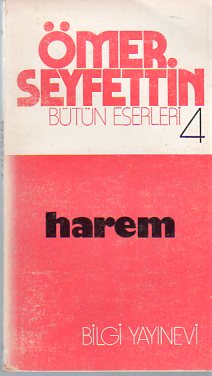 ÖMER
SEYFETTİN
BÜTÜN ESERLERİ
4
harem
BİLGİ YAYINEVİ